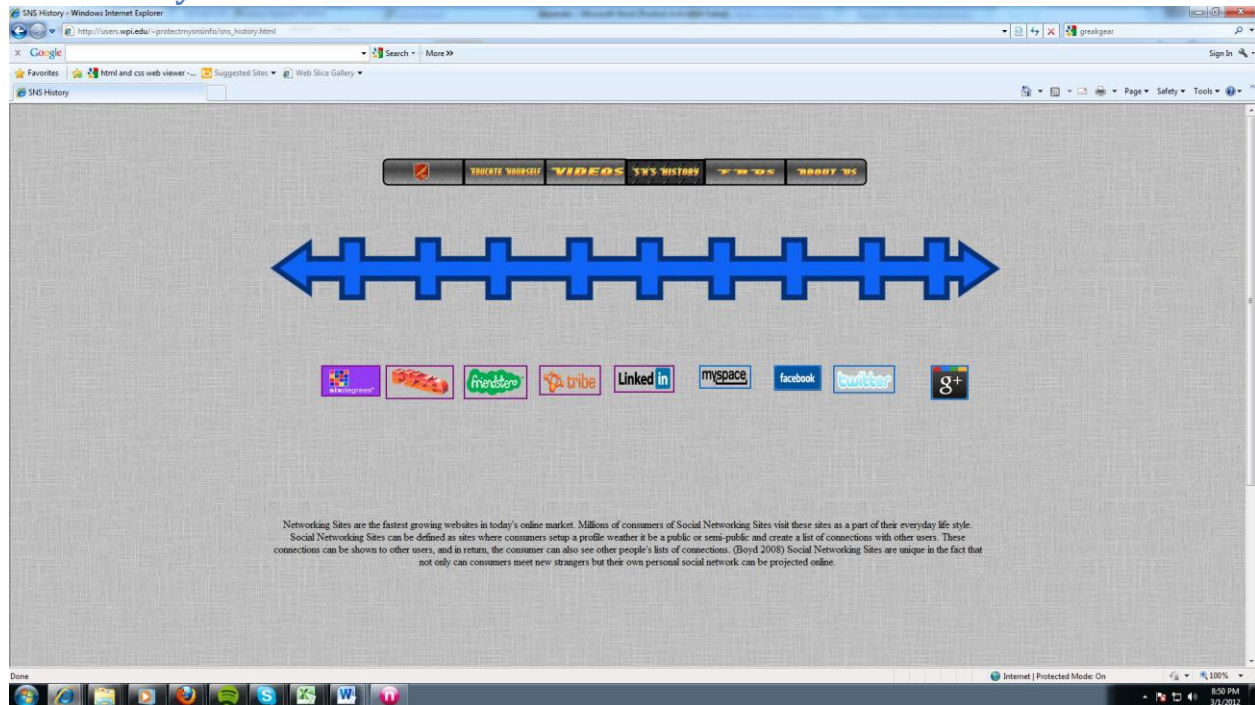 SNS History - Windows Internet Explorer
http://users.wpi.edu/~protectmysnsinfo/sns_history.html
greakgear
Google
Search
More >>
Sign In
Favorites
html and css web viewer -...
Suggested Sites
Web Slice Gallery
SNS History
Page
Safety
Tools
EDUCATE YOURSELF
VIDEOS
SNS HISTORY
ABOUT US
sixdegrees
friendster
tribe
Linked in
myspace
facebook
twitter
g+
Networking Sites are the fastest growing websites in today's online market. Millions of consumers of Social Networking Sites visit these sites as a part of their everyday life style.
Social Networking Sites can be defined as sites where consumers setup a profile weather it be a public or semi-public and create a list of connections with other users. These
connections can be shown to other users, and in return, the consumer can also see other people's lists of connections. (Boyd 2008) Social Networking Sites are unique in the fact that
not only can consumers meet new strangers but their own personal social network can be projected online.
Done
Internet | Protected Mode: On
100%
8:50 PM
3/1/2012